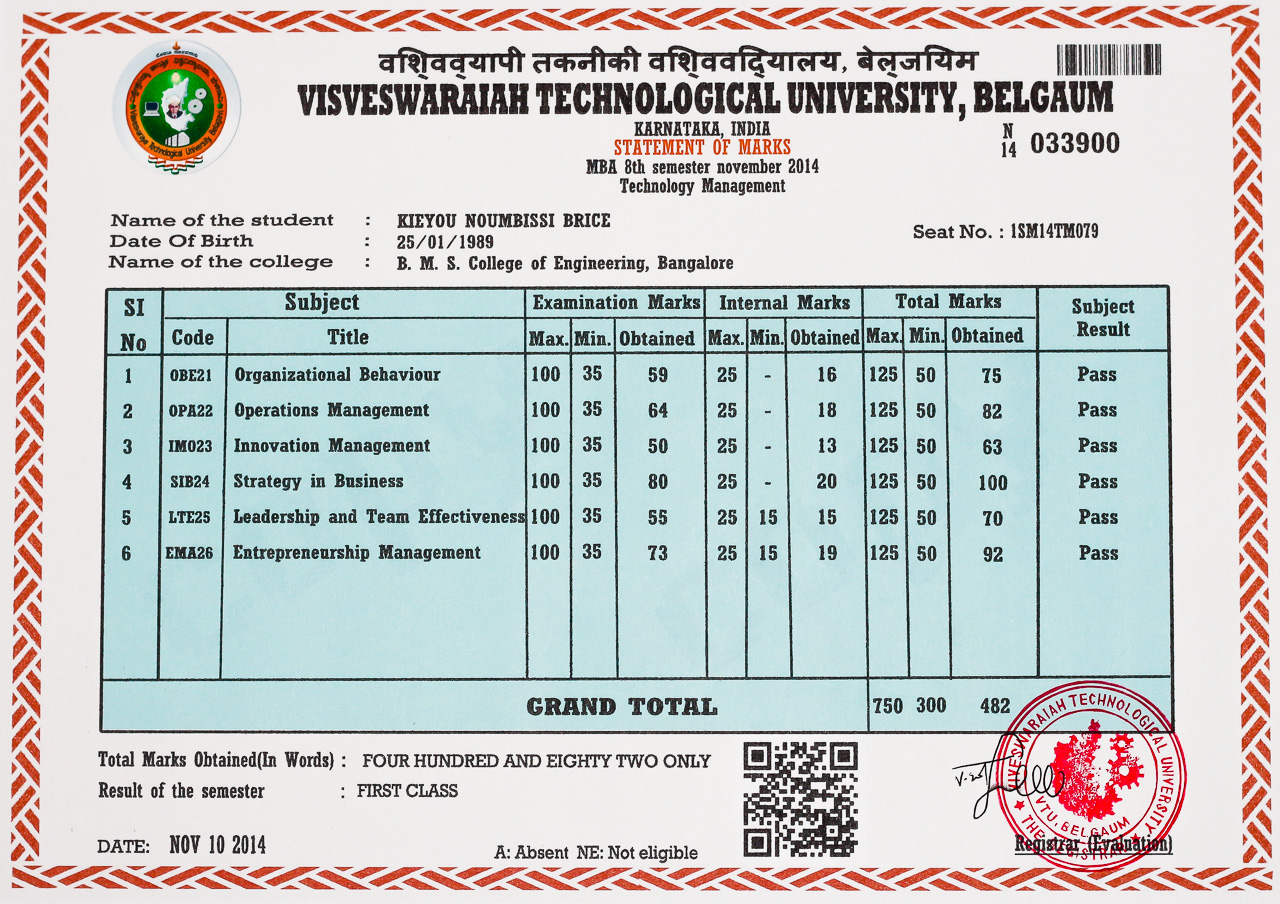 वशि्वव्यापी तकनीकी वशि्ववदि्यालय, बेल्जयिम
VISVESWARAIAH TECHNOLOGICAL UNIVERSITY, BELGAUM
KARNATAKA, INDIA
N 14 033900
STATEMENT OF MARKS
MBA 8th semester november 2014
Technology Management
Name of the student : KIEYOU NOUMBISSI BRICE
Date Of Birth : 25/01/1989
Seat No. : 1SM14TM079
Name of the college : B. M. S. College of Engineering, Bangalore
SI No Subject Examination Marks Internal Marks Total Marks Subject Result
Code Title Max. Min. Obtained Max. Min. Obtained Max. Min. Obtained
1 OBE21 Organizational Behaviour 100 35 59 25 - 16 125 50 75 Pass
2 OPA22 Operations Management 100 35 64 25 - 18 125 50 82 Pass
3 IMO23 Innovation Management 100 35 50 25 - 13 125 50 63 Pass
4 SIB24 Strategy in Business 100 35 80 25 - 20 125 50 100 Pass
5 LTE25 Leadership and Team Effectiveness 100 35 55 25 15 15 125 50 70 Pass
6 EMA26 Entrepreneurship Management 100 35 73 25 15 19 125 50 92 Pass
GRAND TOTAL 750 300 482
Total Marks Obtained(In Words) : FOUR HUNDRED AND EIGHTY TWO ONLY
Result of the semester : FIRST CLASS
VISVESWARAIAH TECHNOLOGICAL UNIVERSITY
VTU, BELGAUM
THE REGISTRAR
Registrar (Evaluation)
DATE: NOV 10 2014
A: Absent NE: Not eligible